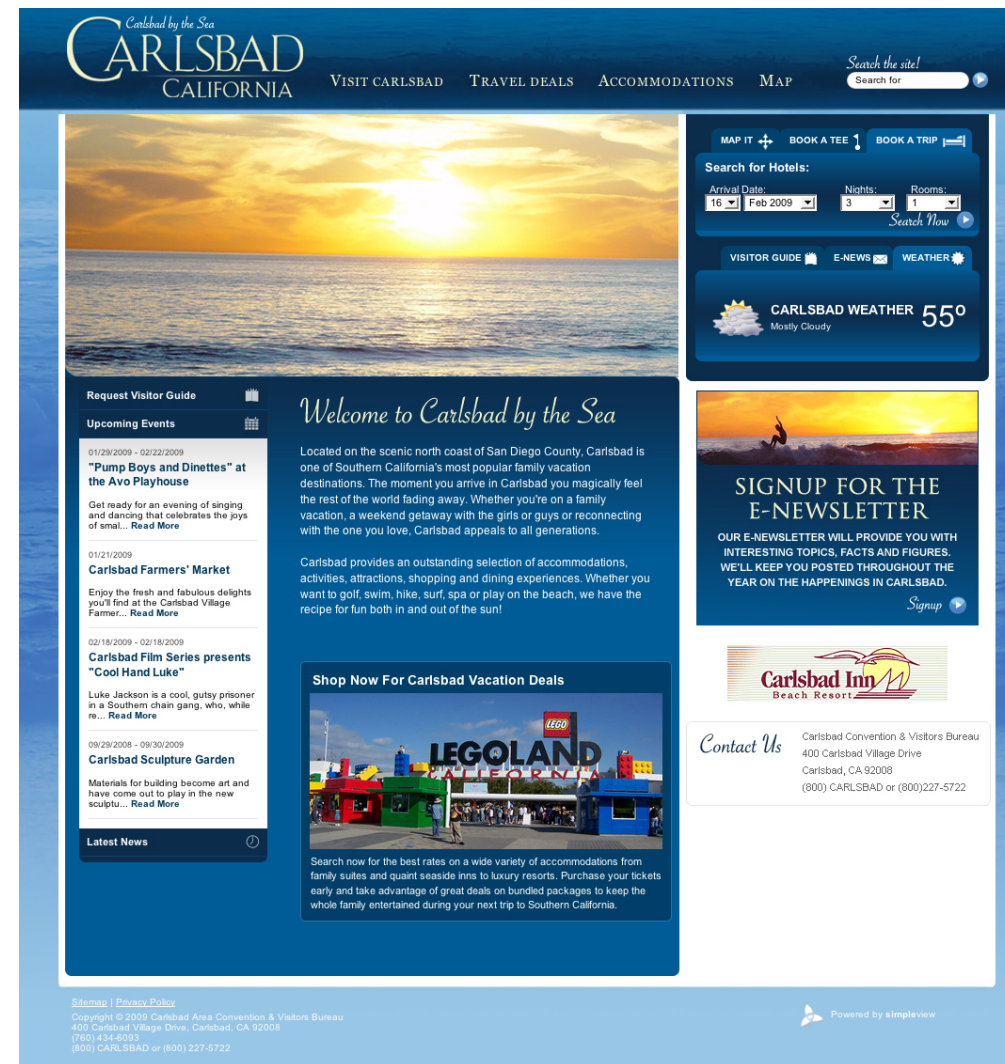 Carlsbad by the Sea
CARLSBAD
CALIFORNIA
VISIT CARLSBAD
TRAVEL DEALS
ACCOMMODATIONS
MAP
Search the site!
Search for
MAP IT
BOOK A TEE
BOOK A TRIP
Search for Hotels:
Arrival Date:
Nights:
Rooms:
16
Feb 2009
3
1
Search Now
VISITOR GUIDE
E-NEWS
WEATHER
CARLSBAD WEATHER
Mostly Cloudy
55º
Request Visitor Guide
Upcoming Events
01/29/2009 - 02/22/2009
"Pump Boys and Dinettes" at
the Avo Playhouse
Get ready for an evening of singing
and dancing that celebrates the joys
of smal... Read More
01/21/2009
Carlsbad Farmers' Market
Enjoy the fresh and fabulous delights
you'll find at the Carlsbad Village
Farmer... Read More
02/18/2009 - 02/18/2009
Carlsbad Film Series presents
"Cool Hand Luke"
Luke Jackson is a cool, gutsy prisoner
in a Southern chain gang, who, while
re... Read More
09/29/2008 - 09/30/2009
Carlsbad Sculpture Garden
Materials for building become art and
have come out to play in the new
sculptu... Read More
Latest News
Welcome to Carlsbad by the Sea
Located on the scenic north coast of San Diego County, Carlsbad is
one of Southern California's most popular family vacation
destinations. The moment you arrive in Carlsbad you magically feel
the rest of the world fading away. Whether you're on a family
vacation, a weekend getaway with the girls or guys or reconnecting
with the one you love, Carlsbad appeals to all generations.
Carlsbad provides an outstanding selection of accommodations,
activities, attractions, shopping and dining experiences. Whether you
want to golf, swim, hike, surf, spa or play on the beach, we have the
recipe for fun both in and out of the sun!
Shop Now For Carlsbad Vacation Deals
LEGO
LEGOLAND
CALIFORNIA
Search now for the best rates on a wide variety of accommodations from
family suites and quaint seaside inns to luxury resorts. Purchase your tickets
early and take advantage of great deals on bundled packages to keep the
whole family entertained during your next trip to Southern California.
SIGNUP FOR THE
E-NEWSLETTER
OUR E-NEWSLETTER WILL PROVIDE YOU WITH
INTERESTING TOPICS, FACTS AND FIGURES.
WE'LL KEEP YOU POSTED THROUGHOUT THE
YEAR ON THE HAPPENINGS IN CARLSBAD.
Signup
Carlsbad Inn
Beach Resort
Contact Us
Carlsbad Convention & Visitors Bureau
400 Carlsbad Village Drive
Carlsbad, CA 92008
(800) CARLSBAD or (800)227-5722
Sitemap | Privacy Policy
Copyright © 2009 Carlsbad Area Convention & Visitors Bureau
400 Carlsbad Village Drive, Carlsbad, CA 92008
(760) 434-6093
(800) CARLSBAD or (800) 227-5722
Powered by simpleview